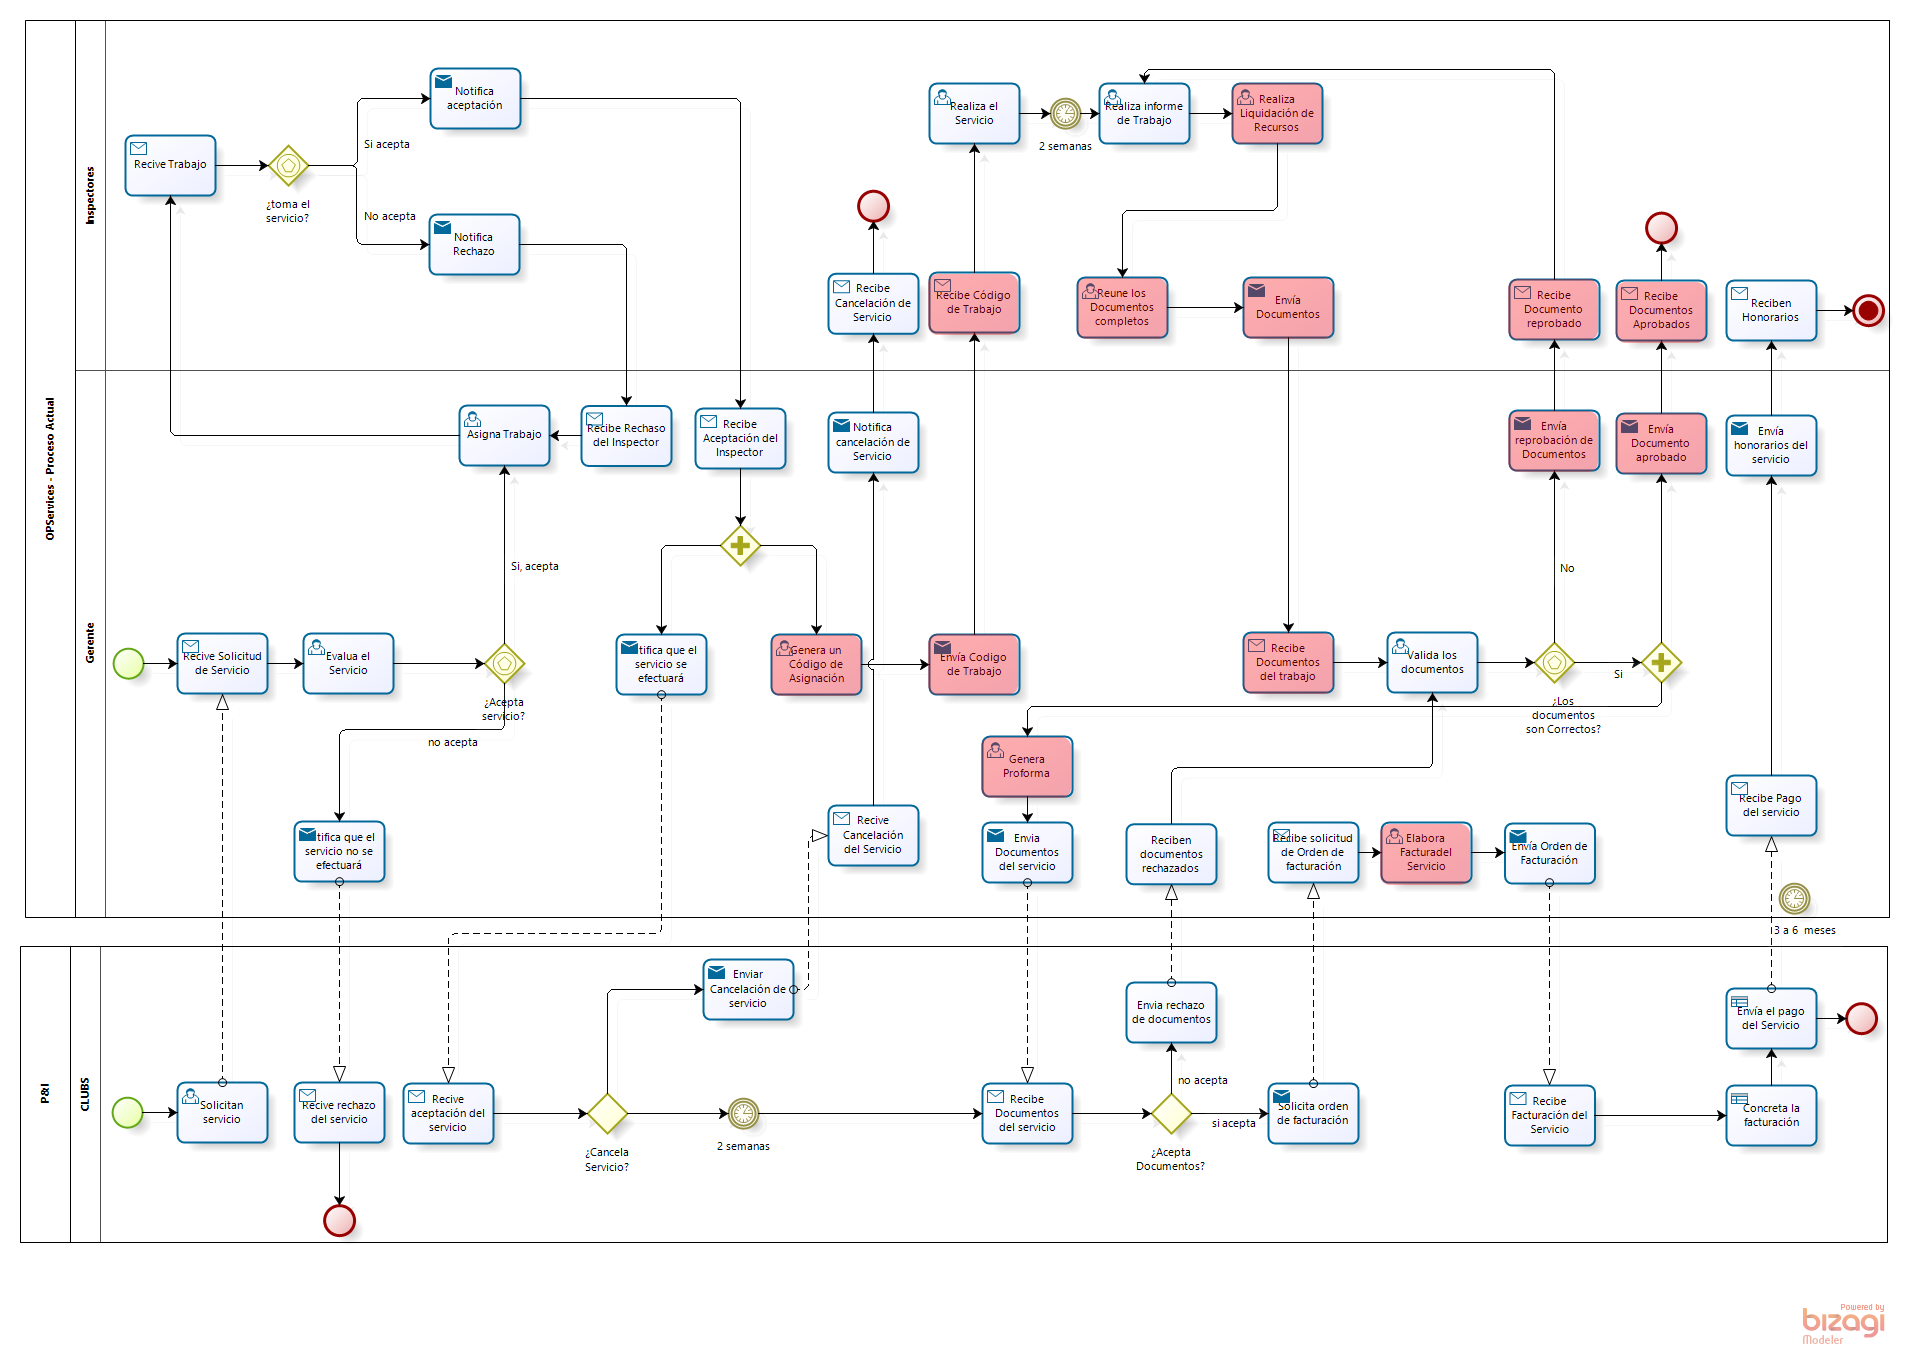 OPServices - Proceso Actual
Inspectores
Recive Trabajo
¿toma el
servicio?
Si acepta
No acepta
Notifica
aceptación
Notifica
Rechazo
Recibe
Cancelación de
Servicio
Recibe Código
de Trabajo
Realiza el
Servicio
2 semanas
Realiza informe
de Trabajo
Realiza
Liquidación de
Recursos
Reune los
Documentos
completos
Envía
Documentos
Recibe
Documento
reprobado
Recibe
Documentos
Aprobados
Reciben
Honorarios
Gerente
Asigna Trabajo
Recibe Rechaso
del Inspector
Recibe
Aceptación del
Inspector
Notifica
cancelación de
Servicio
Envía
reprobación de
Documentos
Envía
Documento
aprobado
Envía
honorarios del
servicio
Si, acepta
No
Recive Solicitud
de Servicio
Evalua el
Servicio
¿Acepta
servicio?
no acepta
tifica que el
servicio se
efectuará
Genera un
Código de
Asignación
Envía Codigo
de Trabajo
Recibe
Documentos
del trabajo
Valida los
documentos
¿Los
documentos
son Correctos?
Si
Genera
Proforma
tifica que el
servicio no se
efectuará
Recive
Cancelación
del Servicio
Envia
Documentos
del servicio
Reciben
documentos
rechazados
Recibe solicitud
de Orden de
facturación
Elabora
Facturadel
Servicio
Envía Orden de
Facturación
Recibe Pago
del servicio
3 a 6 meses
P&I
CLUBS
Solicitan
servicio
Recive rechazo
del servicio
Recive
aceptación del
servicio
¿Cancela
Servicio?
Enviar
Cancelación de
servicio
2 semanas
Recibe
Documentos
del servicio
¿Acepta
Documentos?
no acepta
si acepta
Envia rechazo
de documentos
Solicita orden
de facturación
Recibe
Facturación del
Servicio
Concreta la
facturación
Envía el pago
del Servicio
Powered by
bizagi
Modeler